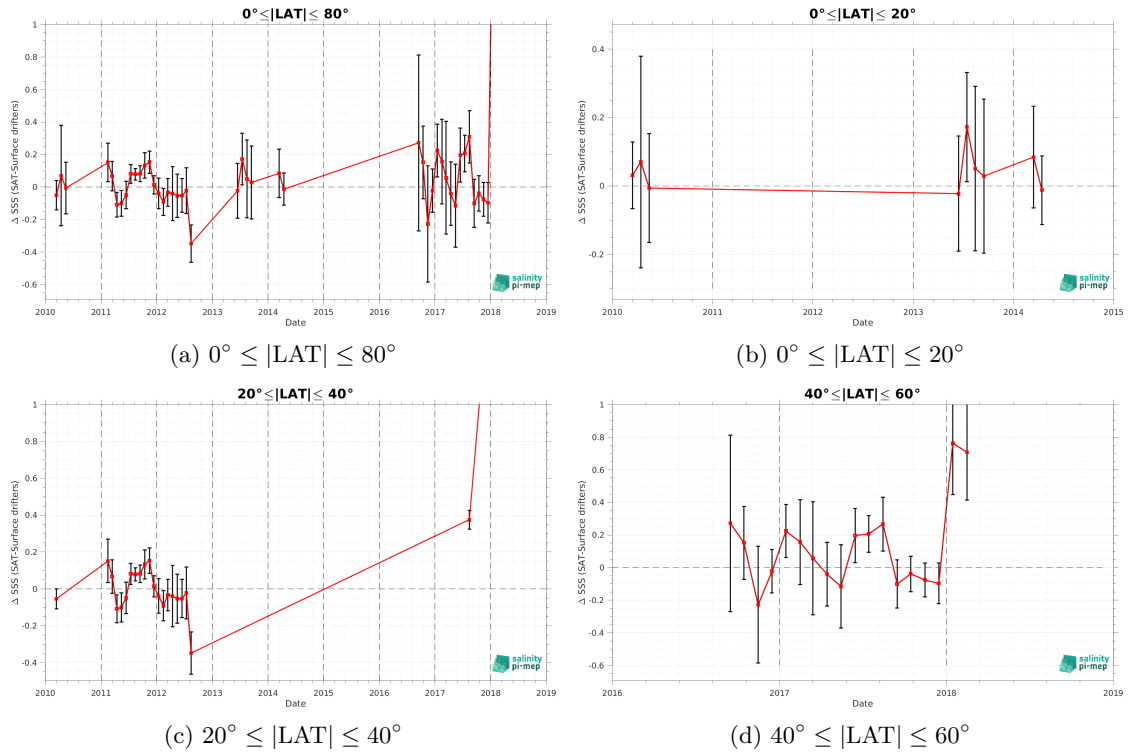 0°≤|LAT|≤ 80°
Δ SSS (SAT-Surface drifters)
1
0.8
0.6
0.4
0.2
0
-0.2
-0.4
-0.6
2010 2011 2012 2013 2014 2015 2016 2017 2018 2019
Date
salinity
pi-mep
(a) 0° ≤ |LAT| ≤ 80°
0°≤|LAT|≤ 20°
Δ SSS (SAT-Surface drifters)
0.4
0.2
0
-0.2
2010 2011 2012 2013 2014 2015
Date
salinity
pi-mep
(b) 0° ≤ |LAT| ≤ 20°
20°≤|LAT|≤ 40°
Δ SSS (SAT-Surface drifters)
1
0.8
0.6
0.4
0.2
0
-0.2
-0.4
2010 2011 2012 2013 2014 2015 2016 2017 2018 2019
Date
salinity
pi-mep
(c) 20° ≤ |LAT| ≤ 40°
40°≤|LAT|≤ 60°
Δ SSS (SAT-Surface drifters)
1
0.8
0.6
0.4
0.2
0
-0.2
-0.4
-0.6
2016 2017 2018 2019
Date
salinity
pi-mep
(d) 40° ≤ |LAT| ≤ 60°